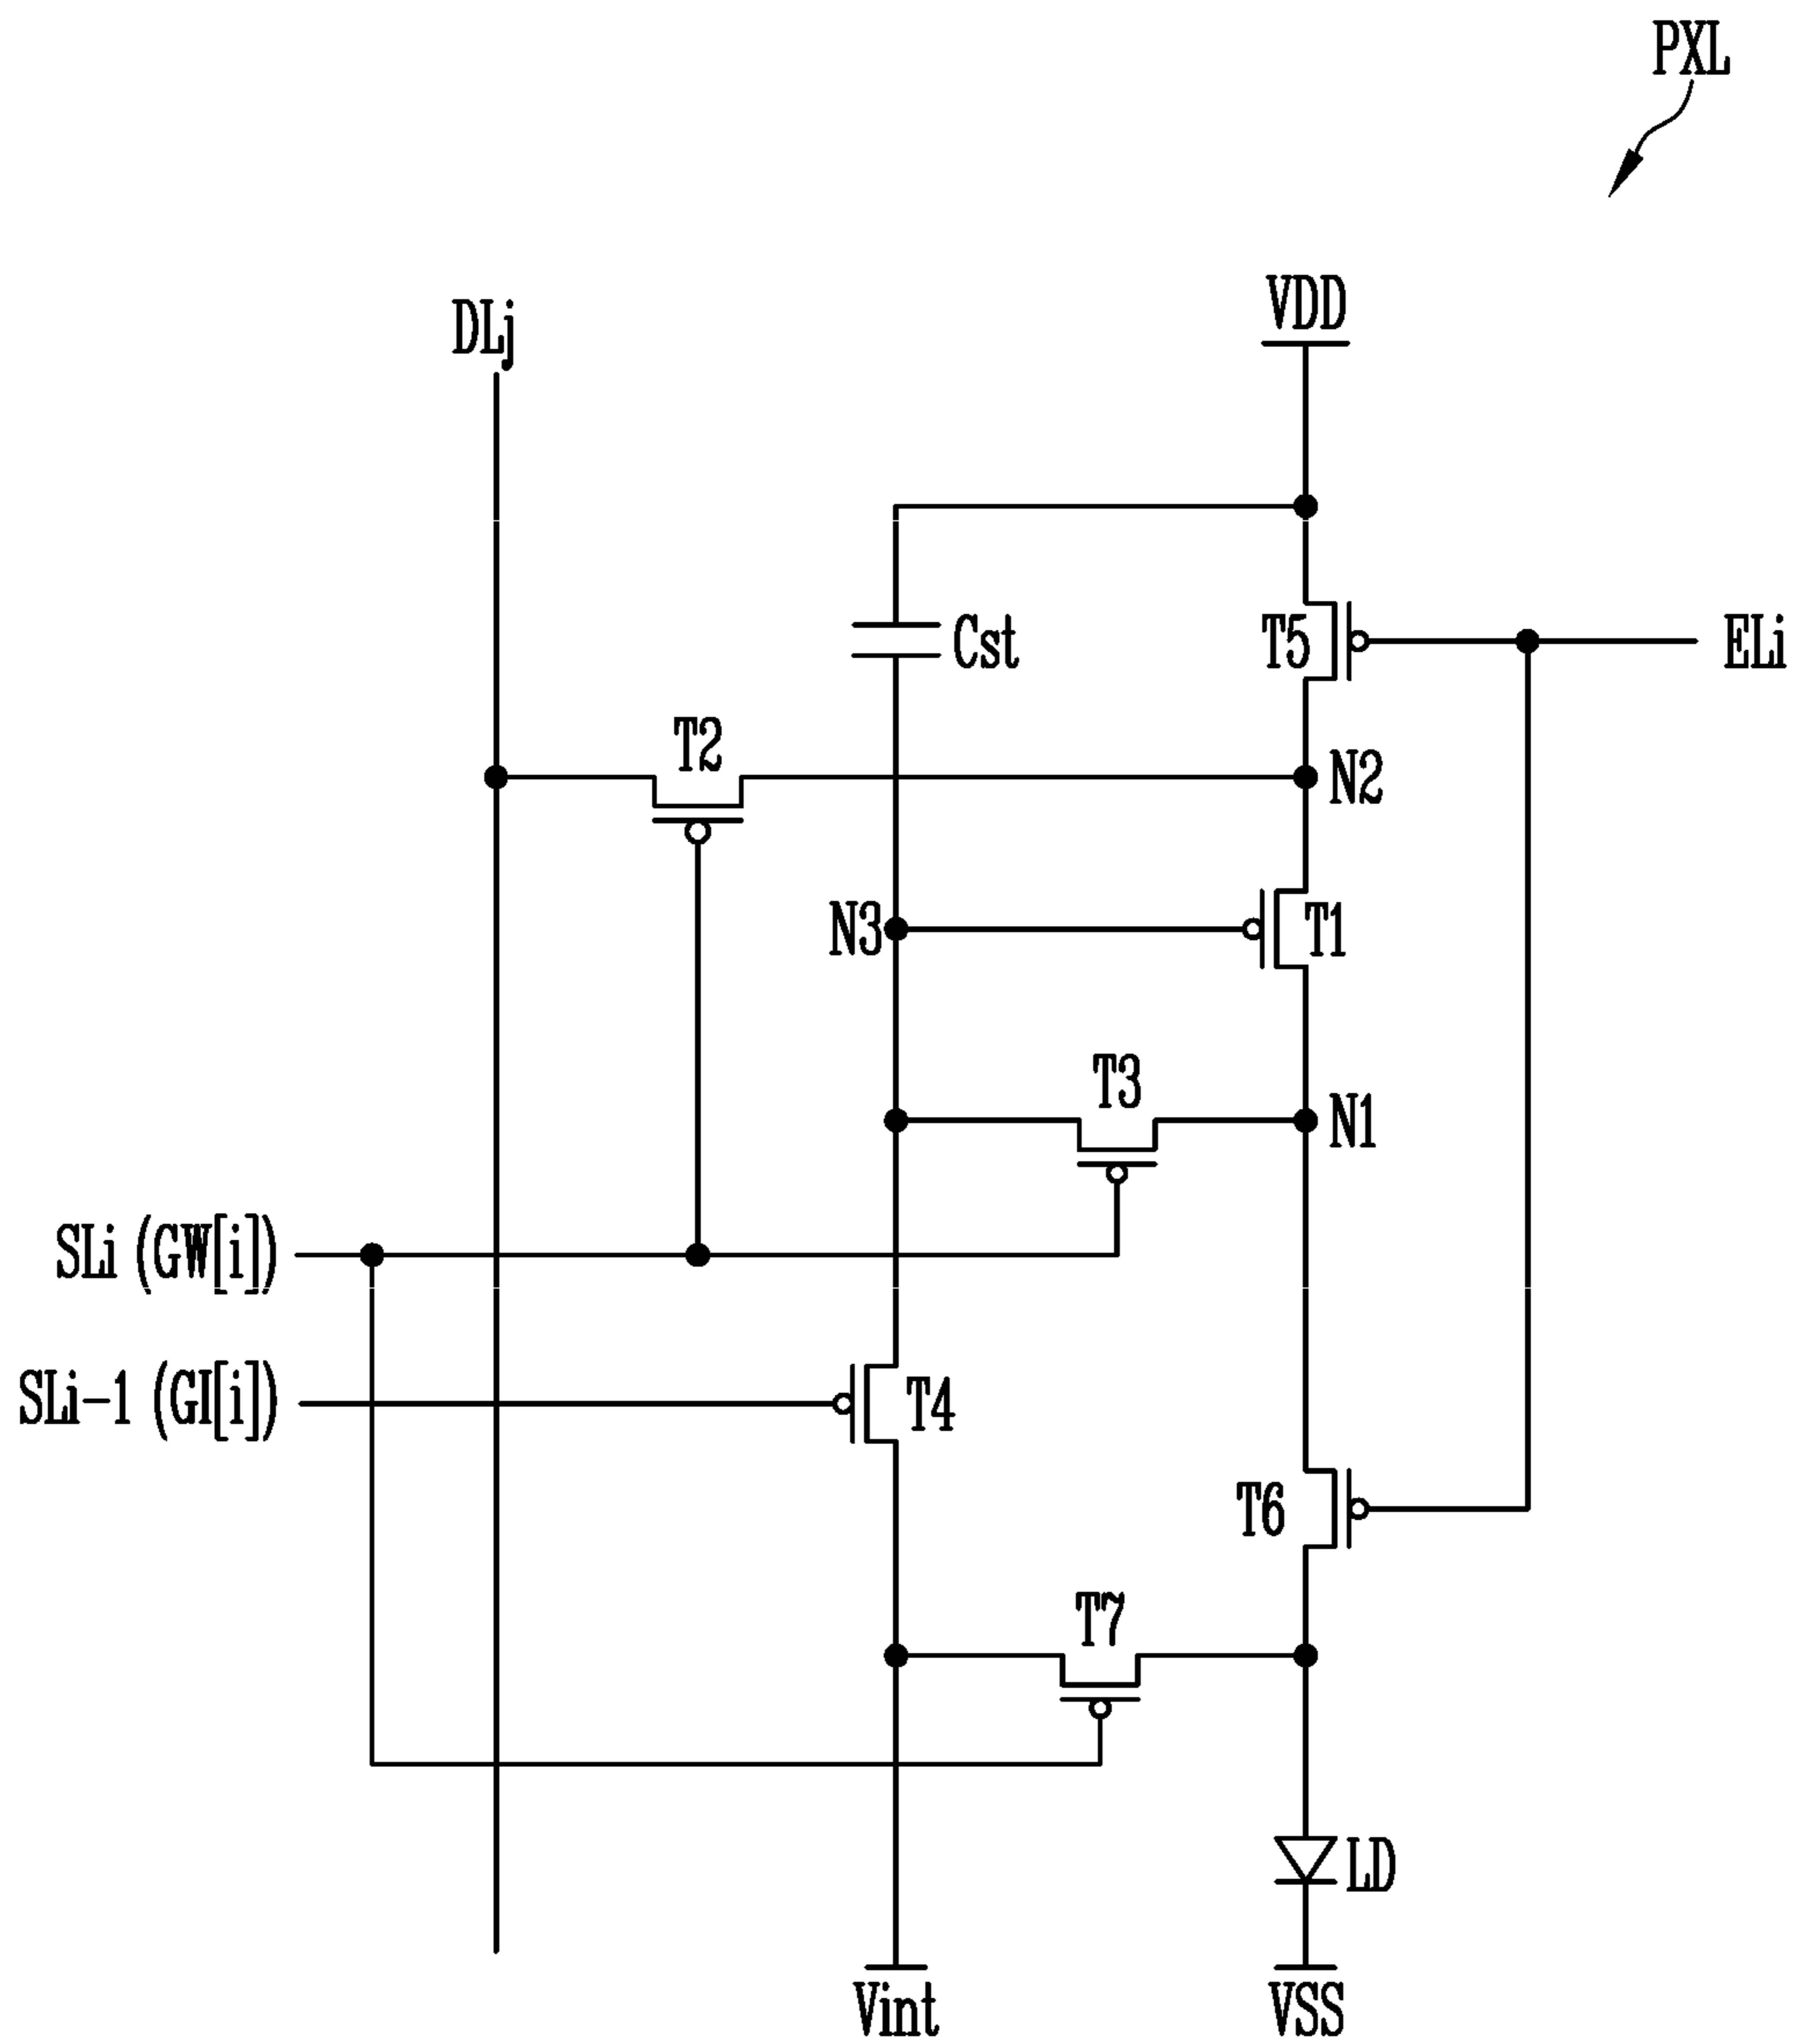 PXL
VDD
DLj
Cst
T5
ELi
T2
N2
N3
T1
T3
N1
SLi (GW[i])
SLi-1 (GI[i])
T4
T6
T7
LD
Vint
VSS